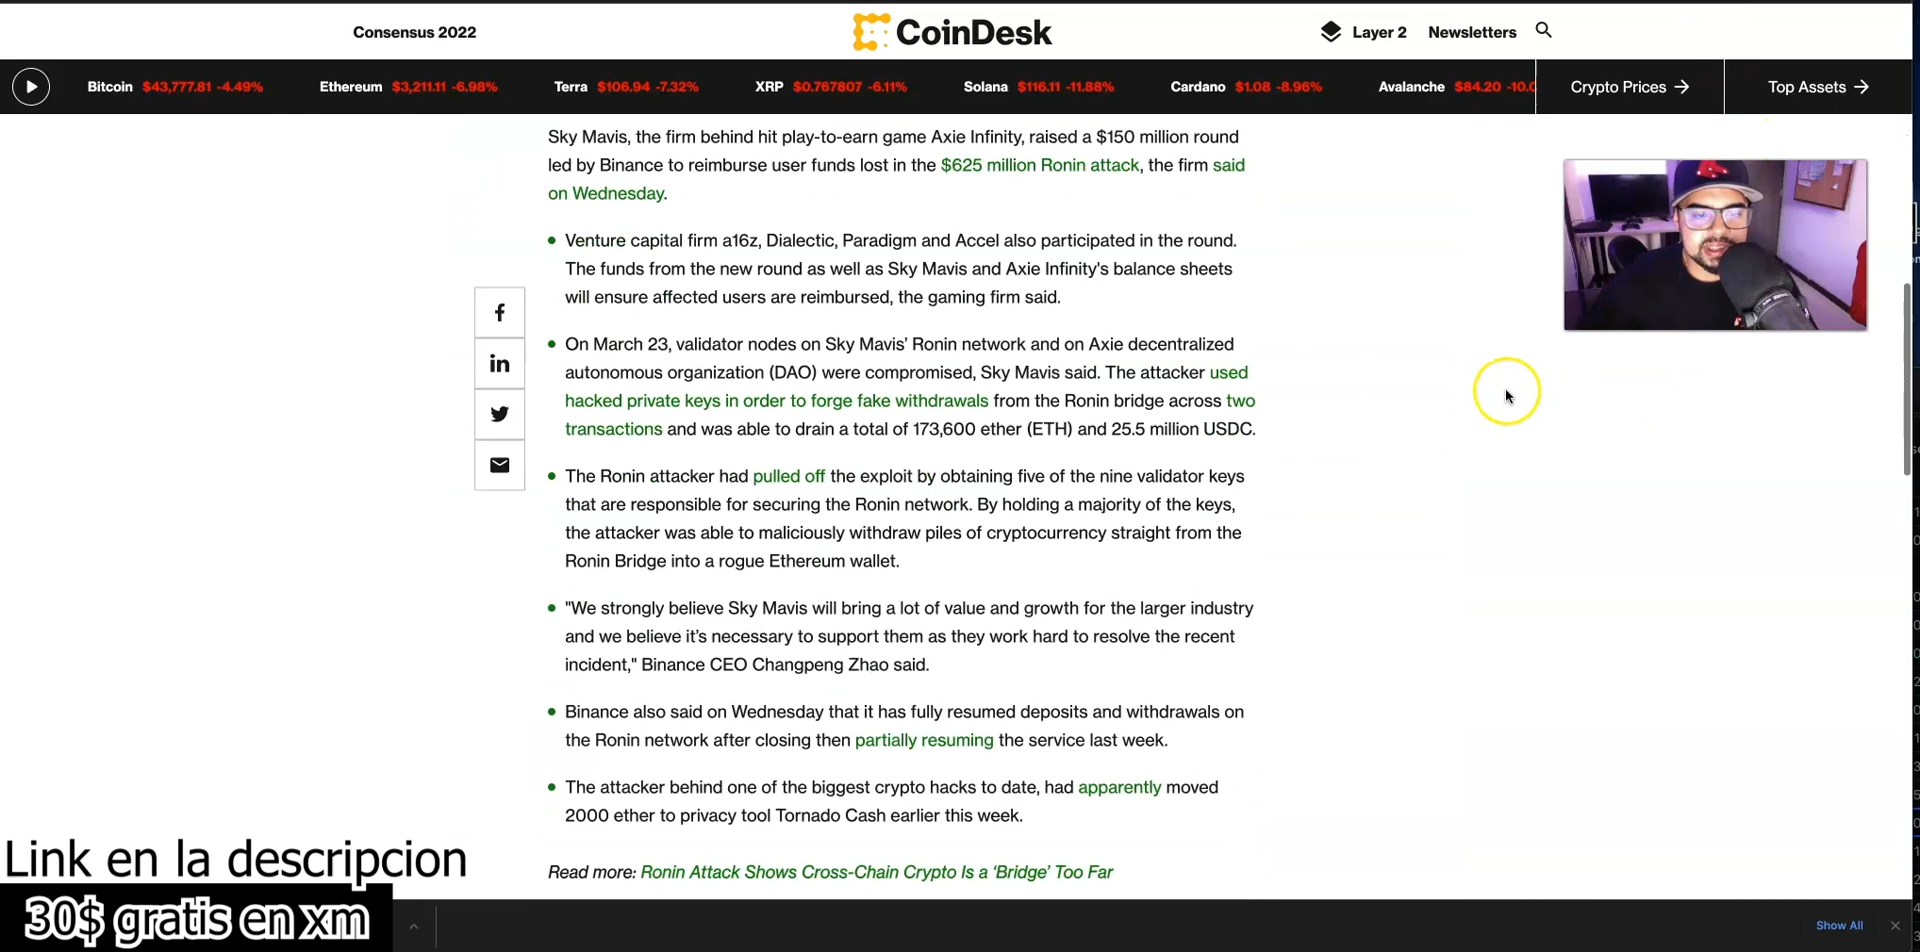 Consensus 2022
CoinDesk
Layer 2
Newsletters
Bitcoin $43,777.81 -4.49%
Ethereum $3,211.11 -6.98%
Terra $106.94 -7.32%
XRP $0.767807 -6.11%
Solana $116.11 -11.88%
Cardano $1.08 -8.96%
Avalanche $84.20 -10.0
Crypto Prices →
Top Assets →
Sky Mavis, the firm behind hit play-to-earn game Axie Infinity, raised a $150 million round
led by Binance to reimburse user funds lost in the $625 million Ronin attack, the firm said
on Wednesday.
• Venture capital firm a16z, Dialectic, Paradigm and Accel also participated in the round.
The funds from the new round as well as Sky Mavis and Axie Infinity's balance sheets
will ensure affected users are reimbursed, the gaming firm said.
• On March 23, validator nodes on Sky Mavis’ Ronin network and on Axie decentralized
autonomous organization (DAO) were compromised, Sky Mavis said. The attacker used
hacked private keys in order to forge fake withdrawals from the Ronin bridge across two
transactions and was able to drain a total of 173,600 ether (ETH) and 25.5 million USDC.
• The Ronin attacker had pulled off the exploit by obtaining five of the nine validator keys
that are responsible for securing the Ronin network. By holding a majority of the keys,
the attacker was able to maliciously withdraw piles of cryptocurrency straight from the
Ronin Bridge into a rogue Ethereum wallet.
• "We strongly believe Sky Mavis will bring a lot of value and growth for the larger industry
and we believe it’s necessary to support them as they work hard to resolve the recent
incident," Binance CEO Changpeng Zhao said.
• Binance also said on Wednesday that it has fully resumed deposits and withdrawals on
the Ronin network after closing then partially resuming the service last week.
• The attacker behind one of the biggest crypto hacks to date, had apparently moved
2000 ether to privacy tool Tornado Cash earlier this week.
Read more: Ronin Attack Shows Cross-Chain Crypto Is a ‘Bridge’ Too Far
Link en la descripcion
30$ gratis en xm
Show All